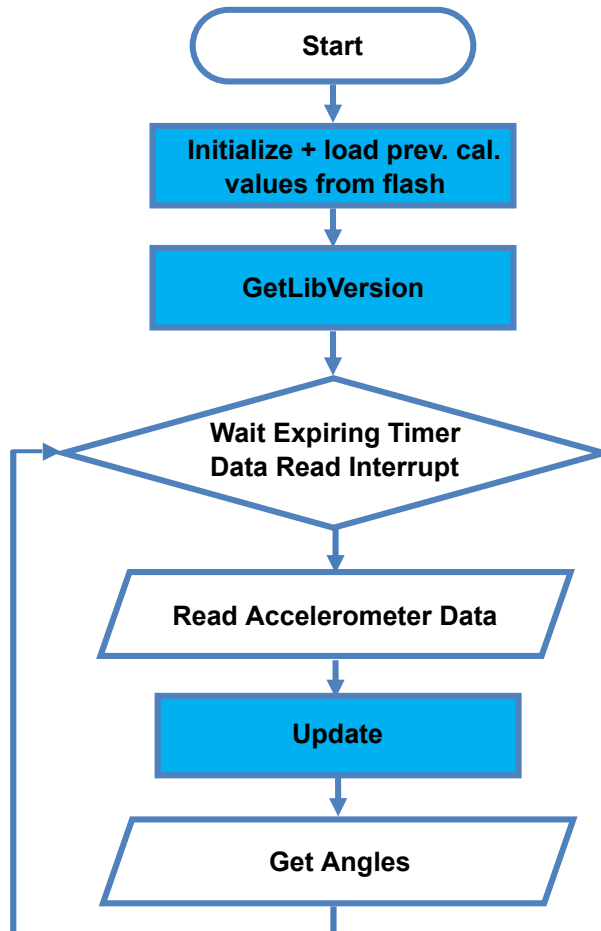 Start
Initialize + load prev. cal.
values from flash
GetLibVersion
Wait Expiring Timer
Data Read Interrupt
Read Accelerometer Data
Update
Get Angles